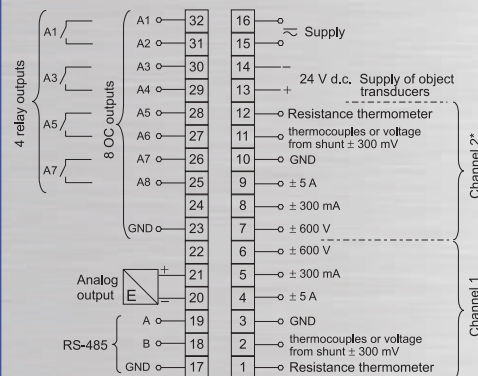 A1 32 16
A1 Supply
A2 31 15
A3 30 14 –
A3 24 V d.c. Supply of object
transducers
A4 29 13 +
A5 28 12 Resistance thermometer
A5
A6 27 11 thermocouples or voltage
from shunt ± 300 mV
A7 26 10 GND
A7
A8 25 9 ± 5 A
24 8 ± 300 mA
GND 23 7 ± 600 V
22 6 ± 600 V
Analog
output E + 21 5 ± 300 mA
– 20 4 ± 5 A
A 19 3 GND
RS-485 B 18 2 thermocouples or voltage
from shunt ± 300 mV
GND 17 1 Resistance thermometer
4 relay outputs
8 OC outputs
Channel 2*
Channel 1